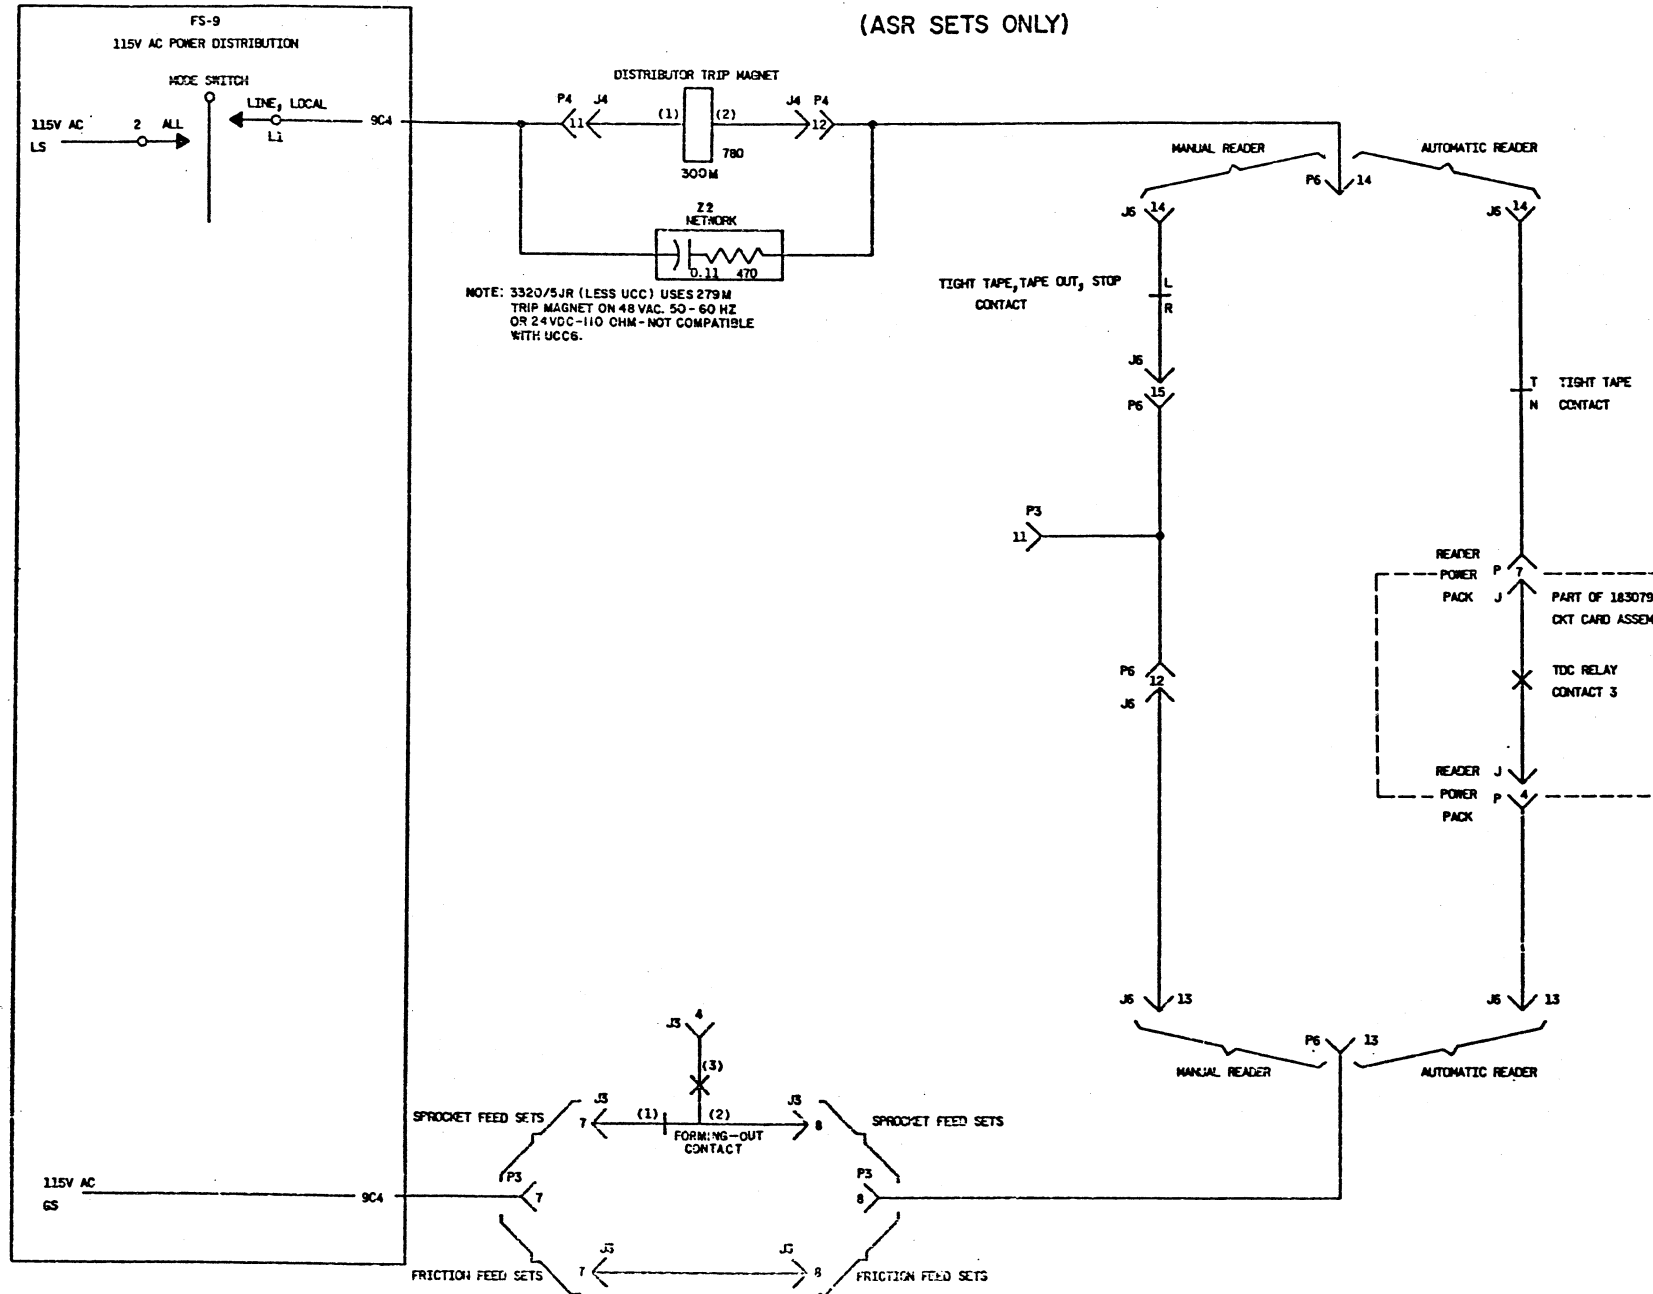 (ASR SETS ONLY)
FS-9
115V AC POWER DISTRIBUTION
MODE SWITCH
LINE, LOCAL
L1
115V AC
LS
2 ALL
9C4
DISTRIBUTOR TRIP MAGNET
P4 J4
11
(1) (2)
J4 P4
12
780
300M
Z2
NETWORK
0.11 470
NOTE: 3320/5JR (LESS UCC) USES 279M
TRIP MAGNET ON 48 VAC. 50-60 HZ
OR 24VDC-110 OHM-NOT COMPATIBLE
WITH UCC6.
MANUAL READER
AUTOMATIC READER
P6 14
J6 14
J6 14
TIGHT TAPE, TAPE OUT, STOP
CONTACT
L
R
J6
15
P6
T TIGHT TAPE
N CONTACT
P3
11
READER
POWER
PACK
P 7
J
PART OF 183079
CKT CARD ASSEM
P6
12
J6
TDC RELAY
CONTACT 3
READER
POWER
PACK
J
P 4
J6 13
J6 13
P6 13
MANUAL READER
AUTOMATIC READER
J3 4
(3)
SPROCKET FEED SETS
J3
7
(1) (2)
J3
8
SPROCKET FEED SETS
FORMING-OUT
CONTACT
115V AC
GS
9C4
P3
7
P3
8
FRICTION FEED SETS
J3
7
J3
8
FRICTION FEED SETS